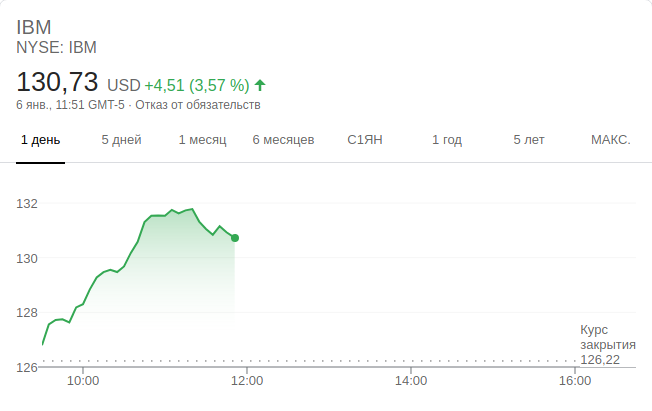 IBM
NYSE: IBM
130,73 USD +4,51 (3,57 %)
6 янв., 11:51 GMT-5 · Отказ от обязательств
1 день 5 дней 1 месяц 6 месяцев С1ЯН 1 год 5 лет МАКС.
132
130
128
Курс
закрытия
126,22
126
10:00 12:00 14:00 16:00